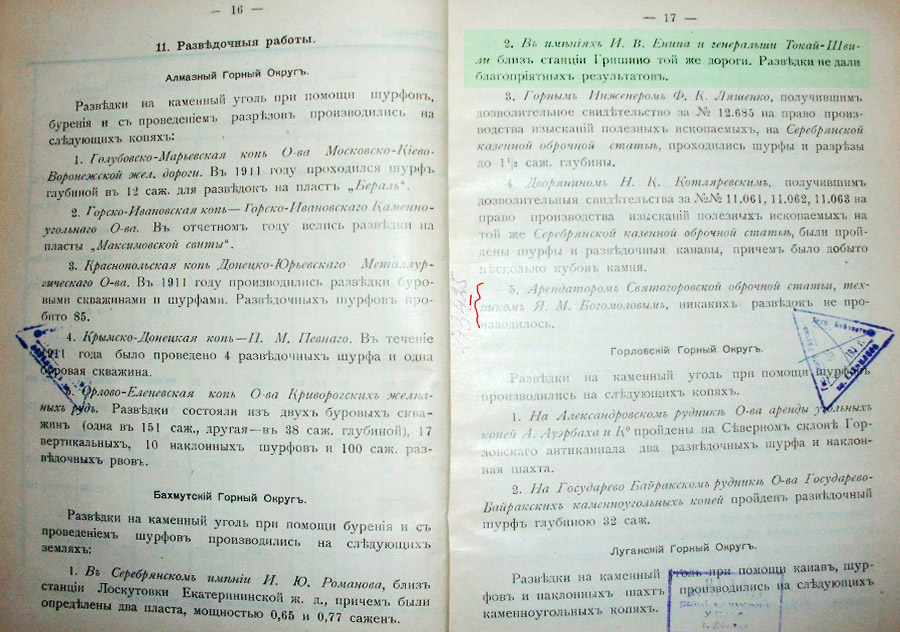 — 16 —
11. Развѣдочныя работы.
Алмазный Горный Округъ.
Развѣдки на каменный уголь при помощи шурфовъ,
буренія и съ проведеніемъ разрѣзовъ производились на
слѣдующихъ копяхъ:
1. Голубовско-Марьевская копь О-ва Московско-Кіево-
Воронежской жел. дороги. Въ 1911 году проходился шурфъ
глубиной въ 12 саж. для развѣдокъ на пластъ „Бераль".
2. Горско-Ивановская копь—Горско-Ивановскаго Каменно-
угольнаго О-ва. Въ отчетномъ году велись развѣдки на
пласты „Максимовской свиты".
3. Краснопольская копь Донецко-Юрьевскаго Металлур-
гическаго О-ва. Въ 1911 году производились развѣдки буро-
выми скважинами и шурфами. Развѣдочныхъ шурфовъ про-
бито 85.
4. Крымско-Донецкая копь—П. М. Певнаго. Въ теченіе
1911 года было проведено 4 развѣдочныхъ шурфа и одна
буровая скважина.
5. Орлово-Еленевская копь О-ва Криворогскихъ желѣз-
ныхъ рудъ. Развѣдки состояли изъ двухъ буровыхъ сква-
жинъ (одна въ 151 саж., другая—въ 38 саж. глубиной), 17
вертикальныхъ, 10 наклонныхъ шурфовъ и 100 саж. раз-
вѣдочныхъ рвовъ.
Бахмутскій Горный Округъ.
Развѣдки на каменный уголь при помощи буренія и съ
проведеніемъ шурфовъ производились на слѣдующихъ
земляхъ:
1. Въ Серебрянскомъ имѣніи И. Ю. Романова, близъ
станціи Лоскутовки Екатерининской ж. д., причемъ были
опредѣлены два пласта, мощностью 0,65 и 0,77 сажен.
— 17 —
2. Въ имѣніяхъ И. В. Енина и генеральши Токай-Шви-
ли близъ станціи Гришино той же дороги. Развѣдки не дали
благопріятныхъ результатовъ.
3. Горнымъ Инженеромъ Ф. К. Ляшенко, получившимъ
дозволительное свидѣтельство за № 12.685 на право произ-
водства изысканій полезныхъ ископаемыхъ, на Серебрянской
казенной оброчной статьѣ, проходились шурфы и разрѣзы
до 1½ саж. глубины.
4 Дворяниномъ Н. К. Котляревскимъ, получившимъ
дозволительныя свидѣтельства за №№ 11.061, 11.062, 11.063 на
право производства изысканій полезныхъ ископаемыхъ на
той же Серебрянской казенной оброчной статьѣ, были прой-
дены шурфы и развѣдочныя канавы, причемъ было добыто
нѣсколько кубовъ камня.
5. Арендаторомъ Святогоровской оброчной статьи, тех-
никомъ Я. М. Богомоловымъ, никакихъ развѣдокъ не про-
изводилось.
Горловскій Горный Округъ.
Развѣдки на каменный уголь при помощи шурфовъ
производились на слѣдующихъ копяхъ.
1. На Александровскомъ рудникѣ О-ва аренды угольныхъ
копей А. Ауэрбаха и К⁰ пройдены на Сѣверномъ склонѣ Гор-
ловскаго антиклинала два развѣдочныхъ шурфа и наклон-
ная шахта.
2. На Государево Байракскомъ рудникѣ О-ва Государево-
Байракскихъ каменноугольныхъ копей пройденъ развѣдочный
шурфъ глубиною 32 саж.
Луганскій Горный Округъ.
Развѣдки на каменный уголь при помощи канавъ, шур-
фовъ и наклонныхъ шахтъ производились на слѣдующихъ
каменноугольныхъ копяхъ.